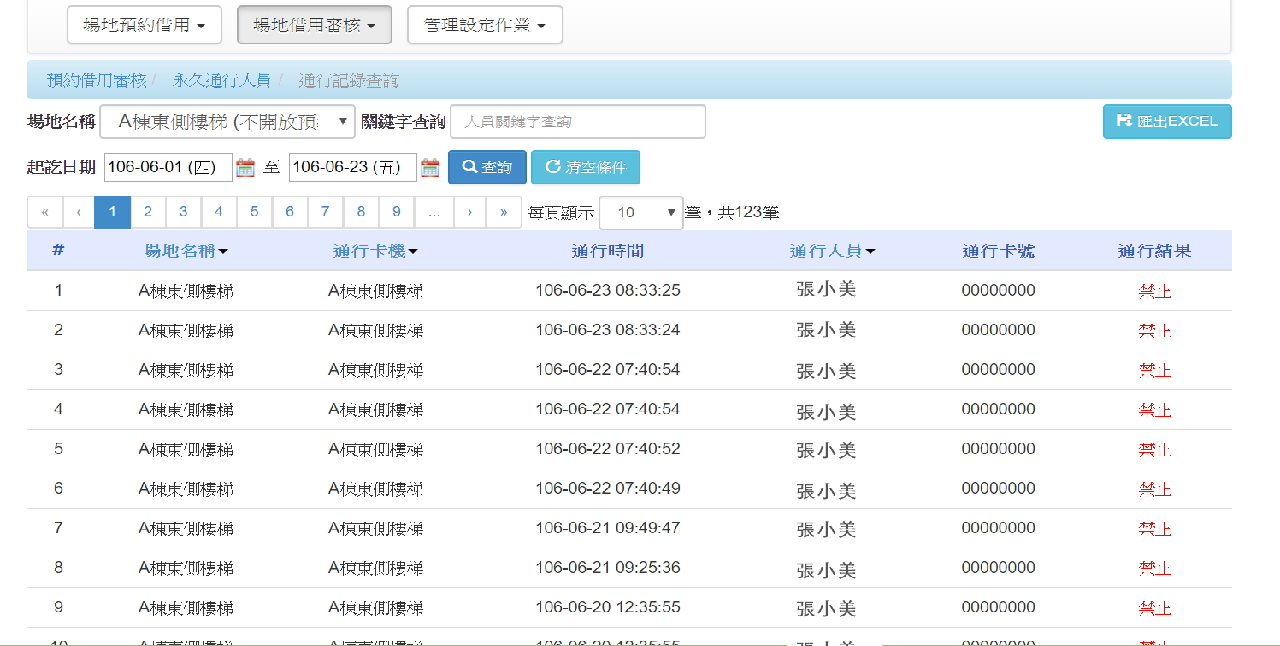 場地預約借用 場地借用審核 管理設定作業
預約借用審核 / 永久通行人員 / 通行記錄查詢
場地名稱 A棟東側樓梯 (不開放預 關鍵字查詢 人員關鍵字查詢 匯出EXCEL
起訖日期 106-06-01 (四) 至 106-06-23 (五) 查詢 清空條件
« ‹ 1 2 3 4 5 6 7 8 9 ... › » 每頁顯示 10 筆，共123筆
# 場地名稱 通行卡機 通行時間 通行人員 通行卡號 通行結果
1 A棟東側樓梯 A棟東側樓梯 106-06-23 08:33:25 張小美 00000000 禁止
2 A棟東側樓梯 A棟東側樓梯 106-06-23 08:33:24 張小美 00000000 禁止
3 A棟東側樓梯 A棟東側樓梯 106-06-22 07:40:54 張小美 00000000 禁止
4 A棟東側樓梯 A棟東側樓梯 106-06-22 07:40:54 張小美 00000000 禁止
5 A棟東側樓梯 A棟東側樓梯 106-06-22 07:40:52 張小美 00000000 禁止
6 A棟東側樓梯 A棟東側樓梯 106-06-22 07:40:49 張小美 00000000 禁止
7 A棟東側樓梯 A棟東側樓梯 106-06-21 09:49:47 張小美 00000000 禁止
8 A棟東側樓梯 A棟東側樓梯 106-06-21 09:25:36 張小美 00000000 禁止
9 A棟東側樓梯 A棟東側樓梯 106-06-20 12:35:55 張小美 00000000 禁止